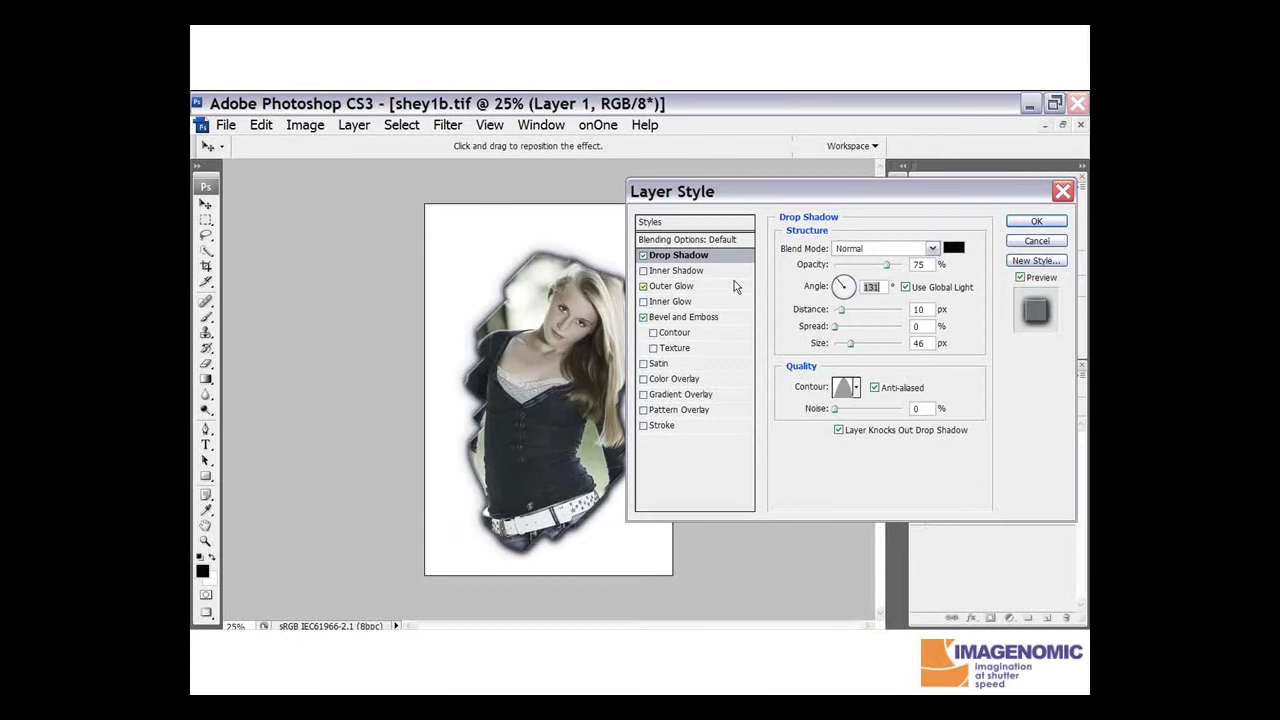 Adobe Photoshop CS3 - [shey1b.tif @ 25% (Layer 1, RGB/8*)]
File Edit Image Layer Select Filter View Window onOne Help
Click and drag to reposition the effect.
Workspace
Ps
Layer Style
Styles
Blending Options: Default
Drop Shadow
Inner Shadow
Outer Glow
Inner Glow
Bevel and Emboss
Contour
Texture
Satin
Color Overlay
Gradient Overlay
Pattern Overlay
Stroke
Drop Shadow
Structure
Blend Mode: Normal
Opacity: 75 %
Angle: 131 ° Use Global Light
Distance: 10 px
Spread: 0 %
Size: 46 px
Quality
Contour: Anti-aliased
Noise: 0 %
Layer Knocks Out Drop Shadow
OK
Cancel
New Style...
Preview
25% sRGB IEC61966-2.1 (8bpc)
IMAGENOMIC
imagination
at shutter
speed